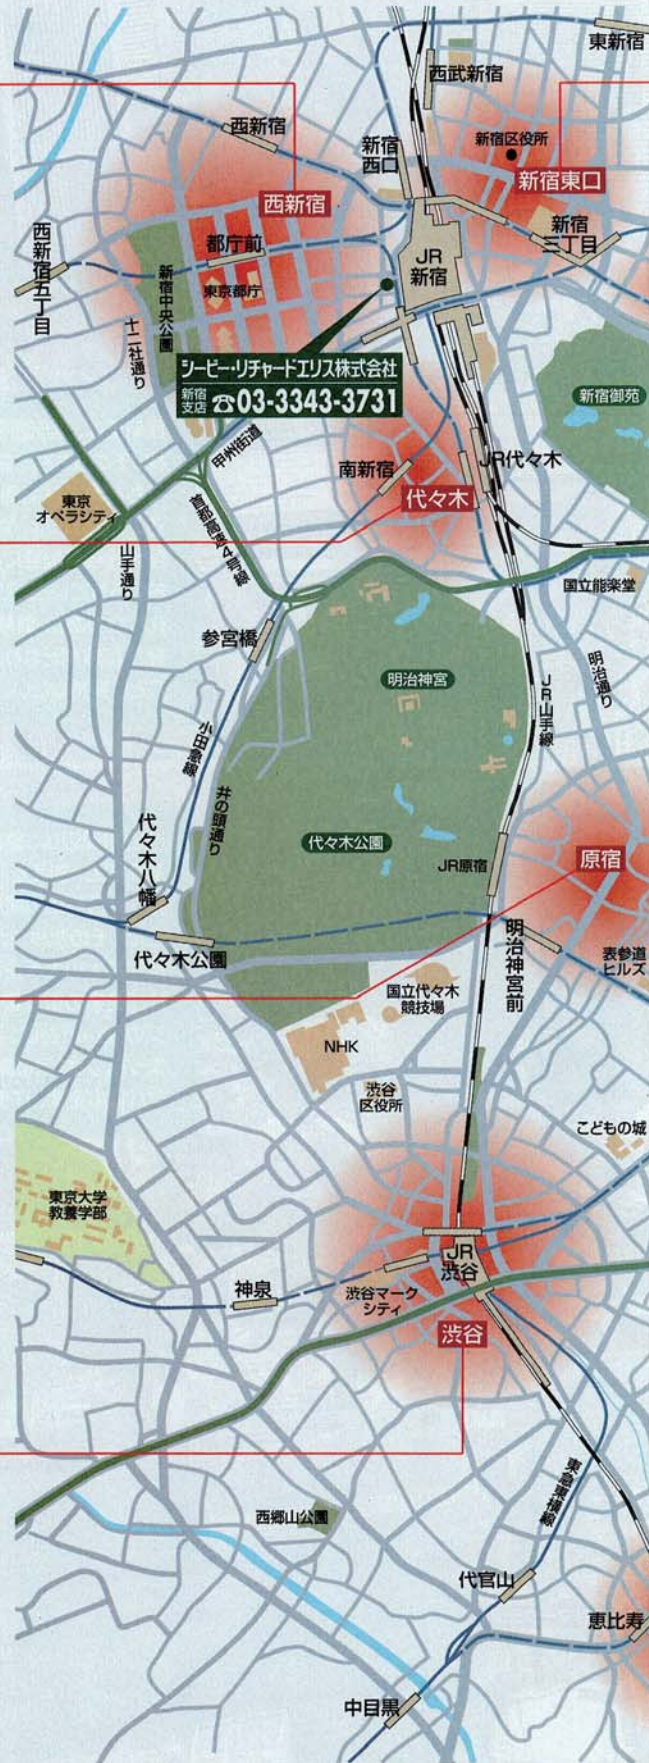 東新宿
西武新宿
西新宿
新宿区役所
新宿
西口
新宿東口
西新宿
新宿
三丁目
西新宿五丁目
都庁前
JR
新宿
新宿中央公園
東京都庁
十二社通り
シービー・リチャードエリス株式会社
新宿
支店
☎03-3343-3731
新宿御苑
甲州街道
南新宿
JR代々木
代々木
東京
オペラシティ
首都高速4号線
山手通り
国立能楽堂
参宮橋
明治神宮
明治通り
JR山手線
小田急線
井の頭通り
代々木八幡
代々木公園
JR原宿
原宿
代々木公園
明治神宮前
表参道
ヒルズ
国立代々木
競技場
NHK
渋谷
区役所
こどもの城
東京大学
教養学部
JR
渋谷
神泉
渋谷マーク
シティ
渋谷
東急東横線
西郷山公園
代官山
恵比寿
中目黒